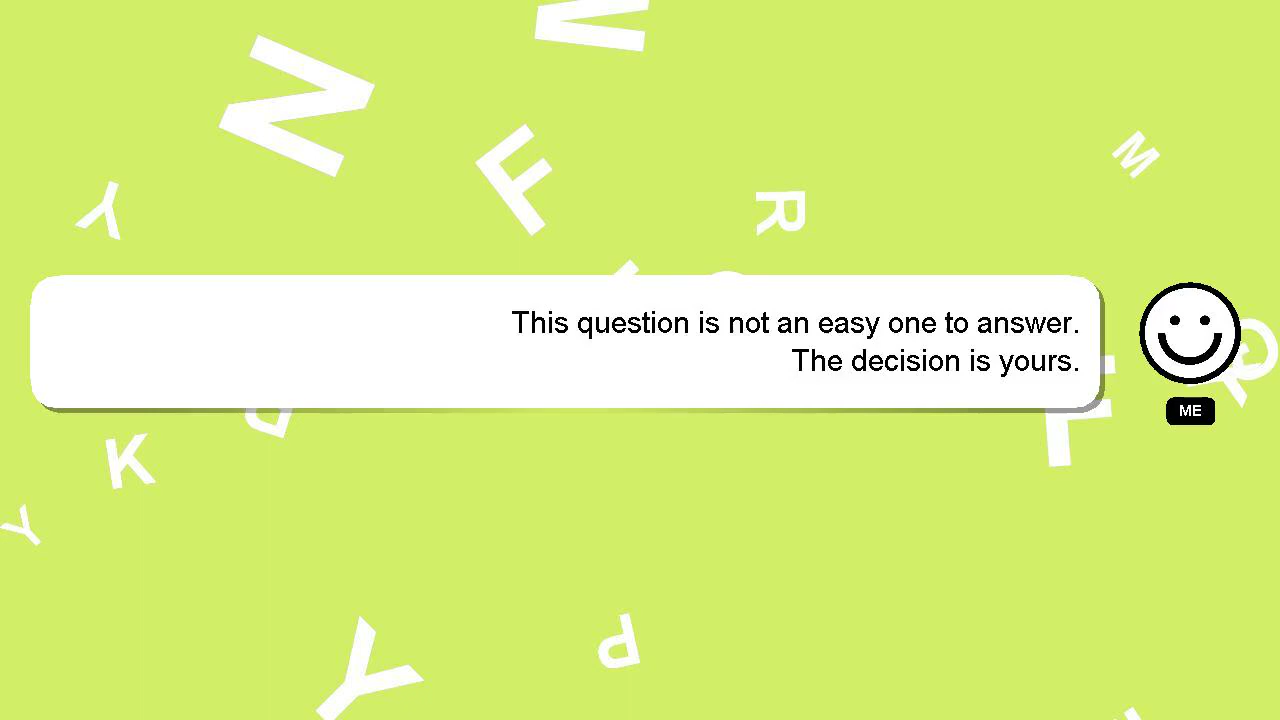 N
F
M
Y
R
This question is not an easy one to answer.
The decision is yours.
R
ME
L
K
Y
P
Y